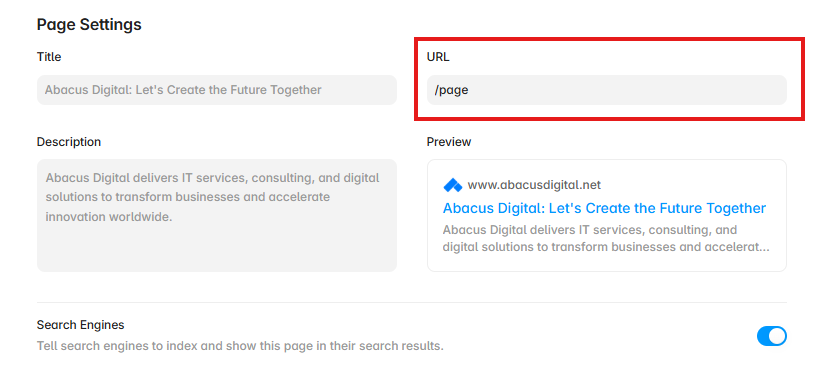 Page Settings
Title
URL
Abacus Digital: Let's Create the Future Together
/page
Description
Preview
Abacus Digital delivers IT services, consulting, and digital
solutions to transform businesses and accelerate
innovation worldwide.
www.abacusdigital.net
Abacus Digital: Let's Create the Future Together
Abacus Digital delivers IT services, consulting, and
digital solutions to transform businesses and accelerat...
Search Engines
Tell search engines to index and show this page in their search results.